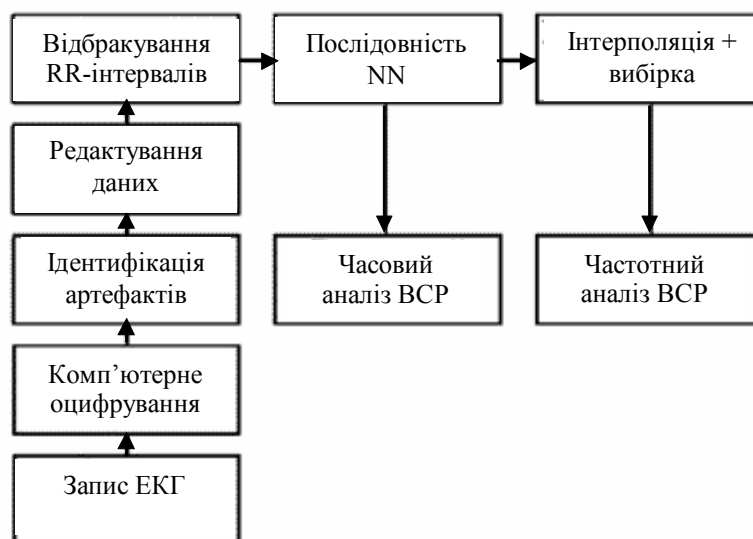 Відбракування
RR-інтервалів
Послідовність
NN
Інтерполяція +
вибірка
Редактування
даних
Ідентифікація
артефактів
Часовий
аналіз ВСР
Частотний
аналіз ВСР
Комп’ютерне
оцифрування
Запис ЕКГ